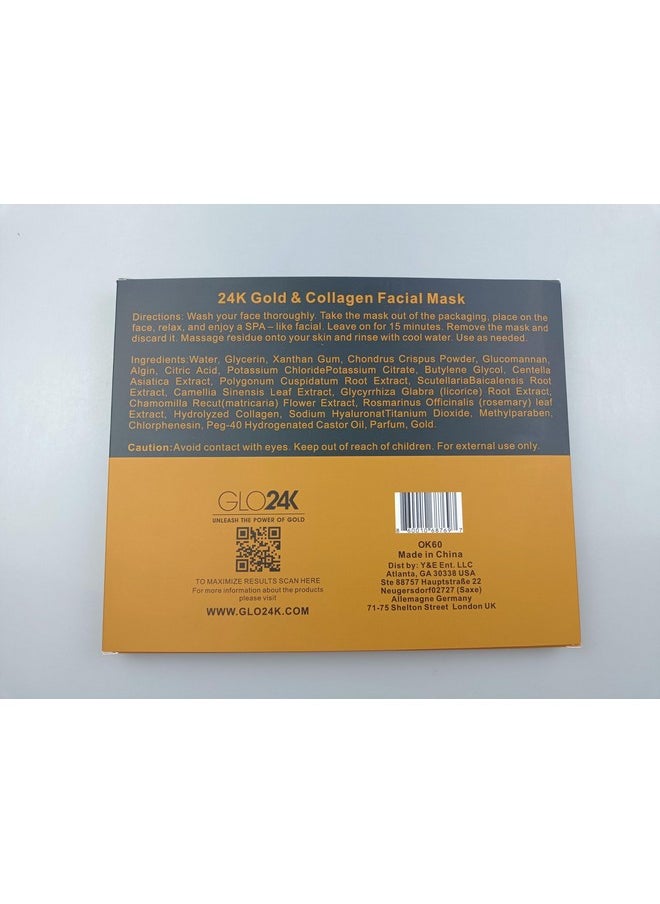 24K Gold & Collagen Facial Mask
Directions: Wash your face thoroughly. Take the mask out of the packaging, place on the
face, relax, and enjoy a SPA – like facial. Leave on for 15 minutes. Remove the mask and
discard it. Massage residue onto your skin and rinse with cool water. Use as needed.
Ingredients:Water, Glycerin, Xanthan Gum, Chondrus Crispus Powder, Glucomannan,
Algin, Citric Acid, Potassium ChloridePotassium Citrate, Butylene Glycol, Centella
Asiatica Extract, Polygonum Cuspidatum Root Extract, ScutellariaBaicalensis Root
Extract, Camellia Sinensis Leaf Extract, Glycyrrhiza Glabra (licorice) Root Extract,
Chamomilla Recut(matricaria) Flower Extract, Rosmarinus Officinalis (rosemary) leaf
Extract, Hydrolyzed Collagen, Sodium HyaluronatTitanium Dioxide, Methylparaben,
Chlorphenesin, Peg-40 Hydrogenated Castor Oil, Parfum, Gold.
Caution:Avoid contact with eyes. Keep out of reach of children. For external use only.
GLO24K
UNLEASH THE POWER OF GOLD
TO MAXIMIZE RESULTS SCAN HERE
For more information about the products
please visit
WWW.GLO24K.COM
OK60
Made in China
Dist by: Y&E Ent. LLC
Atlanta, GA 30338 USA
Ste 88757 Hauptstraße 22
Neugersdorf02727 (Saxe)
Allemagne Germany
71-75 Shelton Street London UK